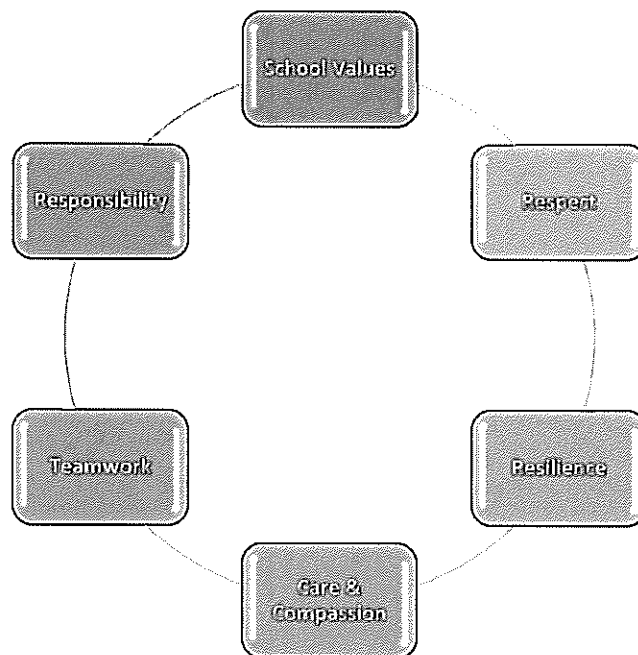 School Values
Respect
Resilience
Care &
Compassion
Teamwork
Responsibility